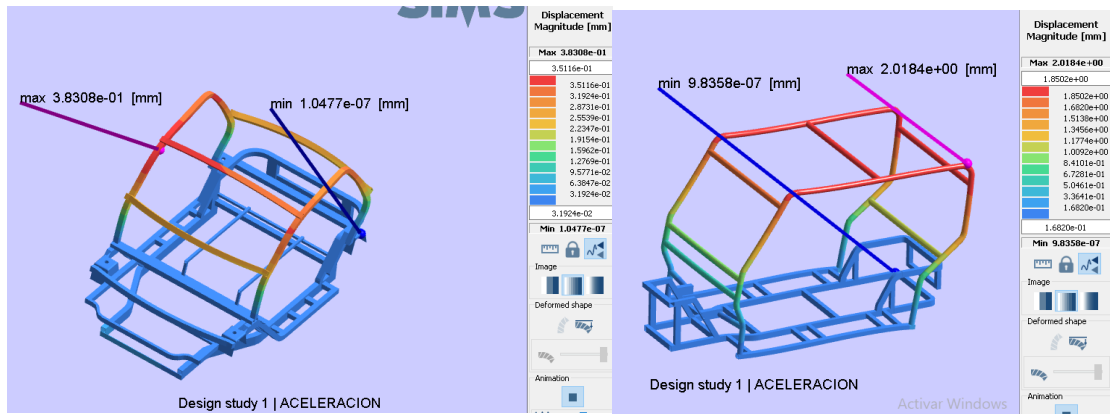 SIMS
Displacement
Magnitude [mm]
Max 3.8308e-01
3.5116e-01
3.5116e-01
3.1924e-01
2.8731e-01
2.5539e-01
2.2347e-01
1.9154e-01
1.5962e-01
1.2769e-01
9.5771e-02
6.3847e-02
3.1924e-02
3.1924e-02
Min 1.0477e-07
Image
Deformed shape
Animation
max 3.8308e-01 [mm]
min 1.0477e-07 [mm]
Design study 1 | ACELERACION
Displacement
Magnitude [mm]
Max 2.0184e+00
1.8502e+00
1.8502e+00
1.6820e+00
1.5138e+00
1.3456e+00
1.1774e+00
1.0092e+00
8.4101e-01
6.7281e-01
5.0461e-01
3.3641e-01
1.6820e-01
1.6820e-01
Min 9.8358e-07
Image
Deformed shape
Animation
max 2.0184e+00 [mm]
min 9.8358e-07 [mm]
Design study 1 | ACELERACION
Activar Windows